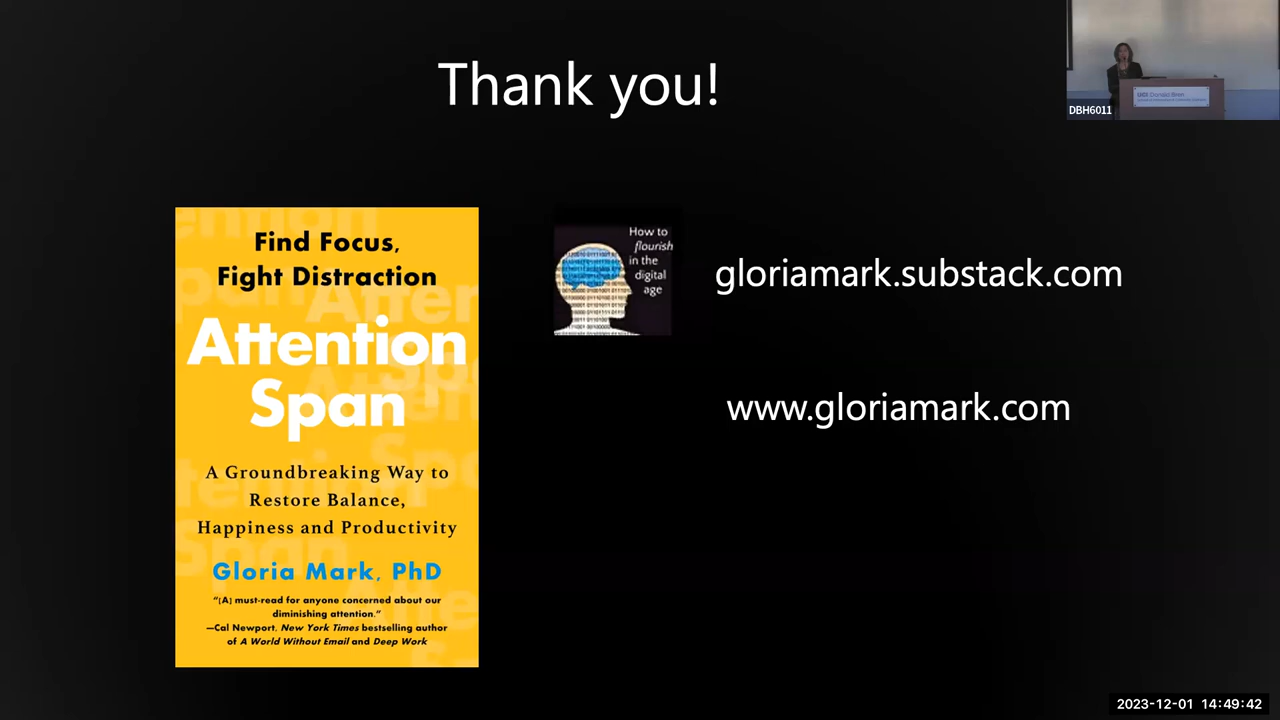 Thank you!
DBH6011
UCI Donald Bren
Find Focus,
Fight Distraction
Attention
Span
A Groundbreaking Way to
Restore Balance,
Happiness and Productivity
Gloria Mark, PhD
“[A] must-read for anyone concerned about our
diminishing attention.”
—Cal Newport, New York Times bestselling author
of A World Without Email and Deep Work
How to
flourish
in the
digital
age
gloriamark.substack.com
www.gloriamark.com
2023-12-01 14:49:42